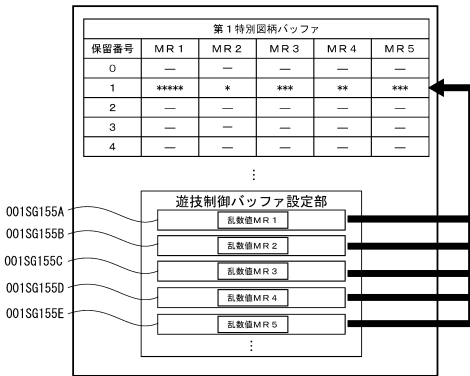 第1特別図柄バッファ
保留番号 MR1 MR2 MR3 MR4 MR5
0 — — — — —
1 ***** * *** ** ***
2 — — — — —
3 — — — — —
4 — — — — —
⋮
遊技制御バッファ設定部
001SG155A 乱数値MR1
001SG155B 乱数値MR2
001SG155C 乱数値MR3
001SG155D 乱数値MR4
001SG155E 乱数値MR5
⋮